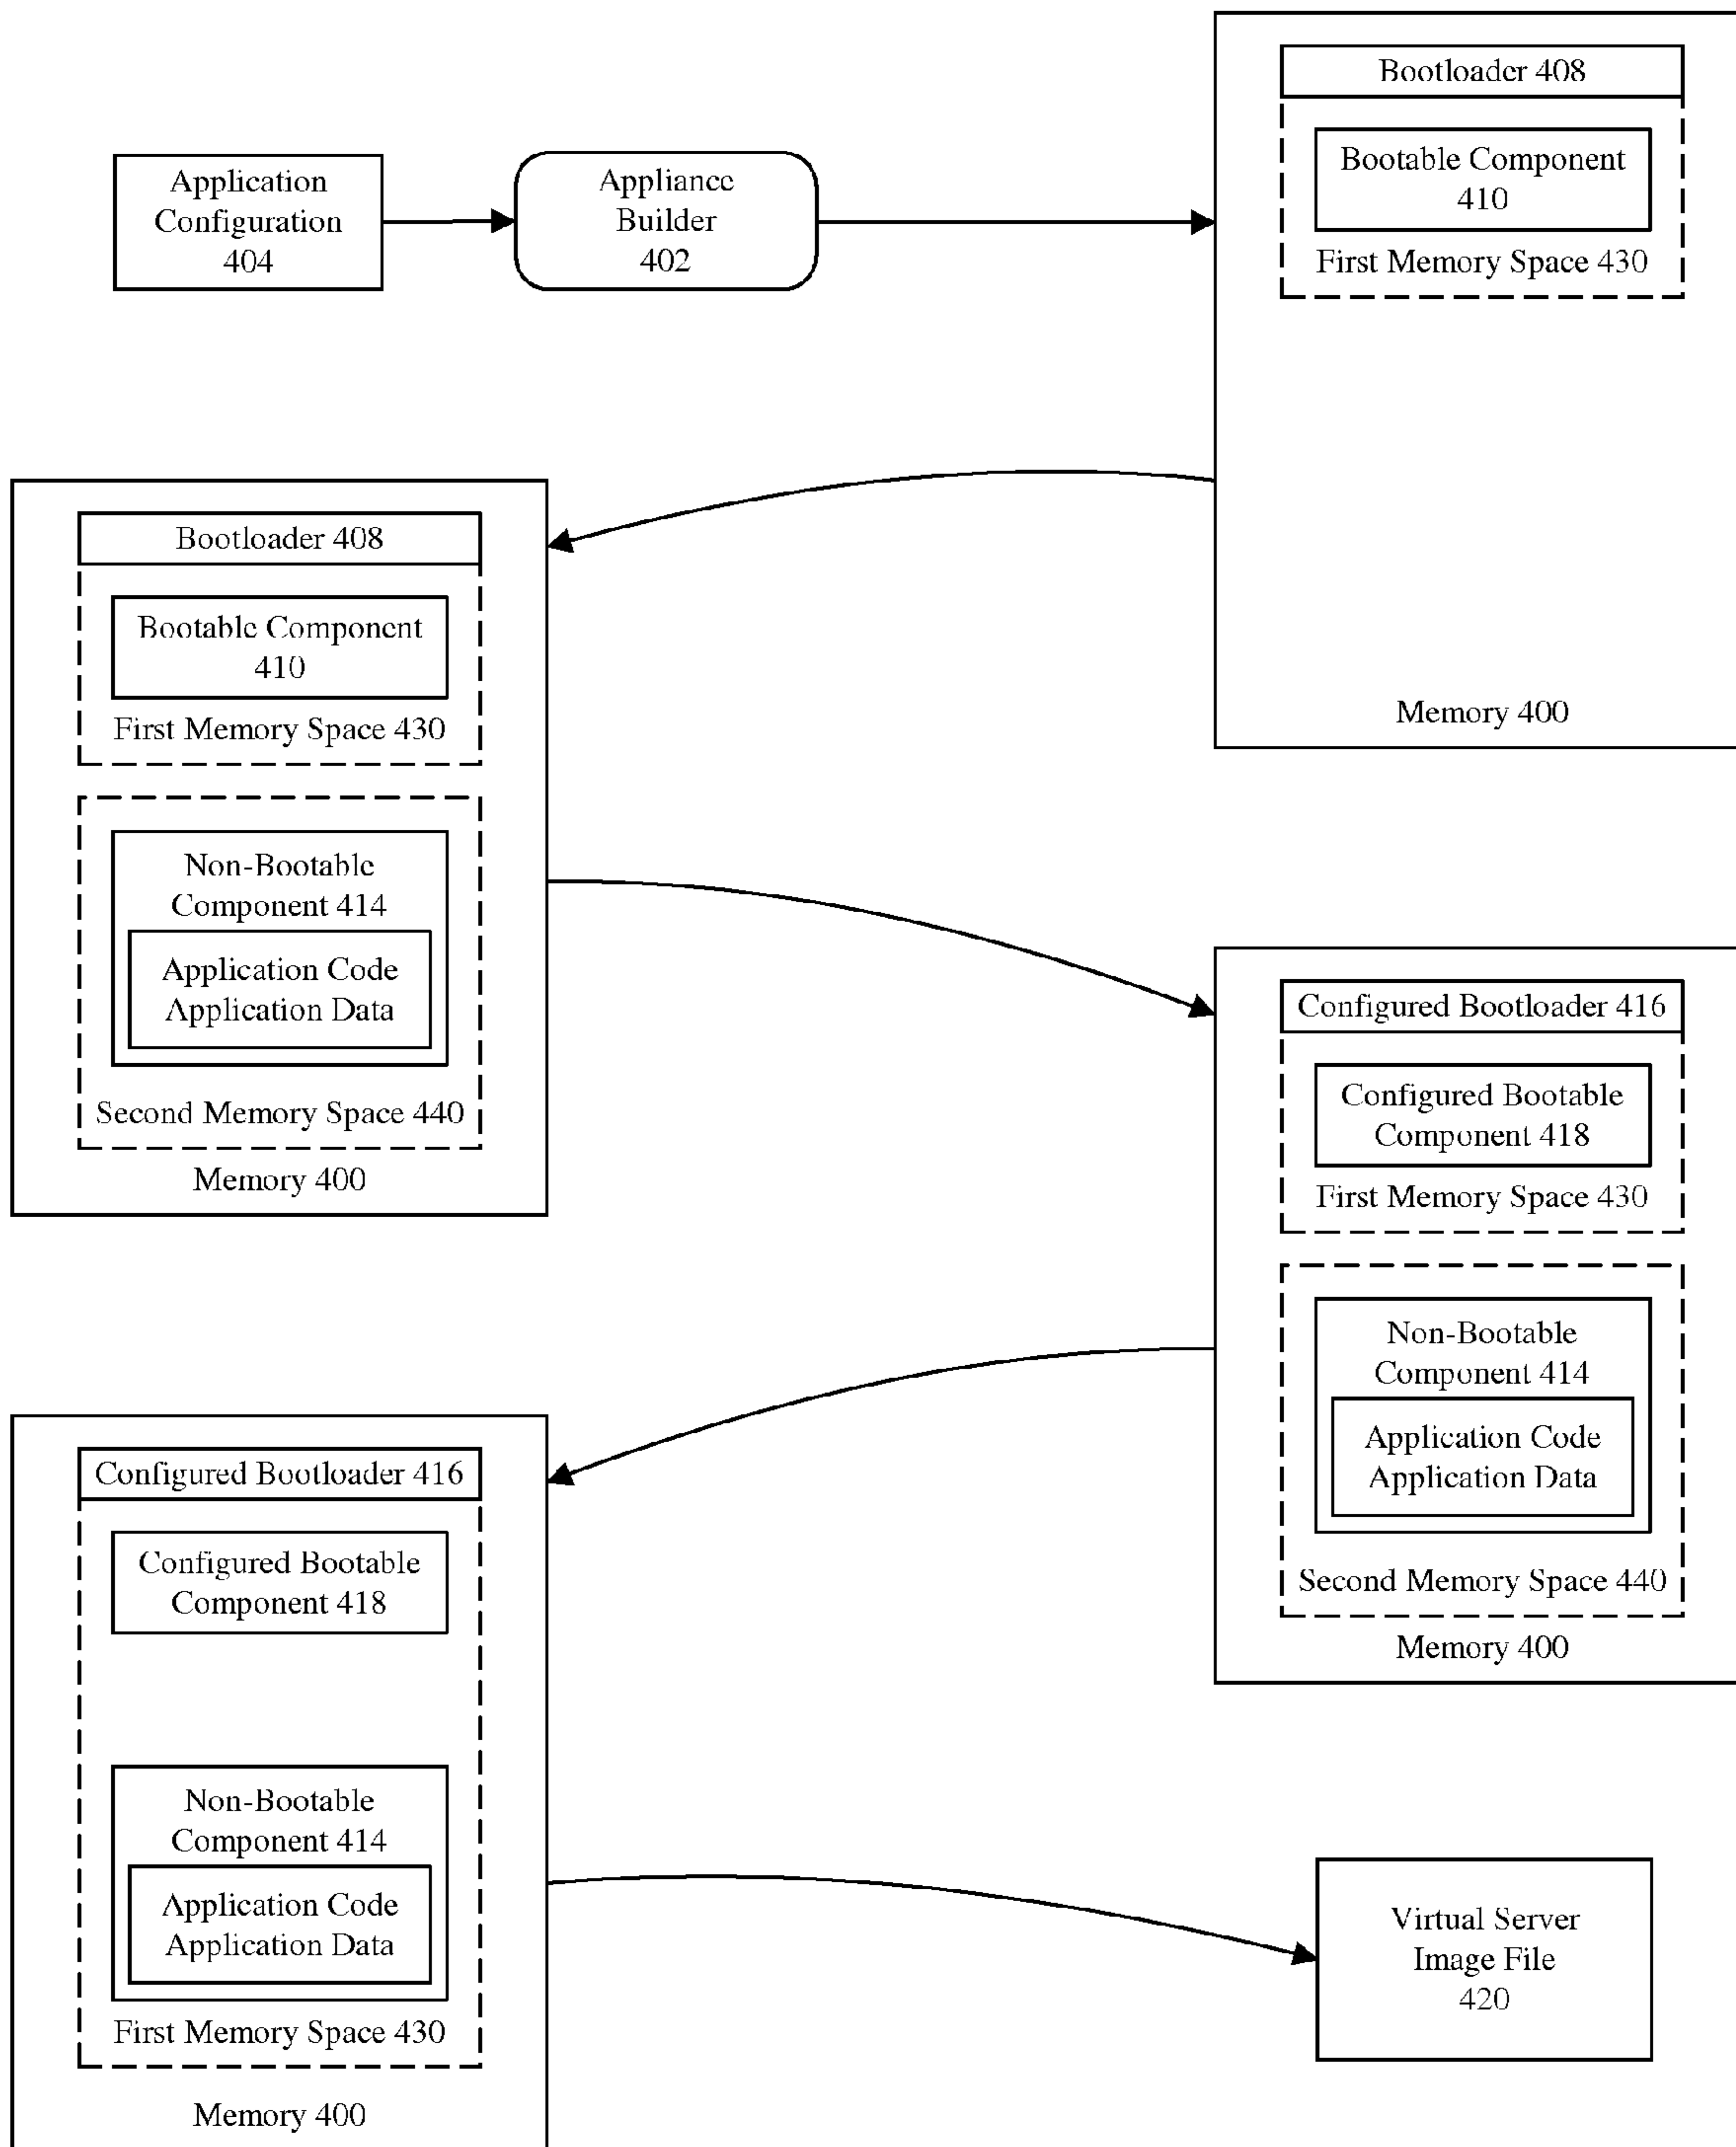 Application
Configuration
404
Appliance
Builder
402
Bootloader 408
Bootable Component
410
First Memory Space 430
Memory 400
Bootloader 408
Bootable Component
410
First Memory Space 430
Non-Bootable
Component 414
Application Code
Application Data
Second Memory Space 440
Memory 400
Configured Bootloader 416
Configured Bootable
Component 418
First Memory Space 430
Non-Bootable
Component 414
Application Code
Application Data
Second Memory Space 440
Memory 400
Configured Bootloader 416
Configured Bootable
Component 418
Non-Bootable
Component 414
Application Code
Application Data
First Memory Space 430
Memory 400
Virtual Server
Image File
420